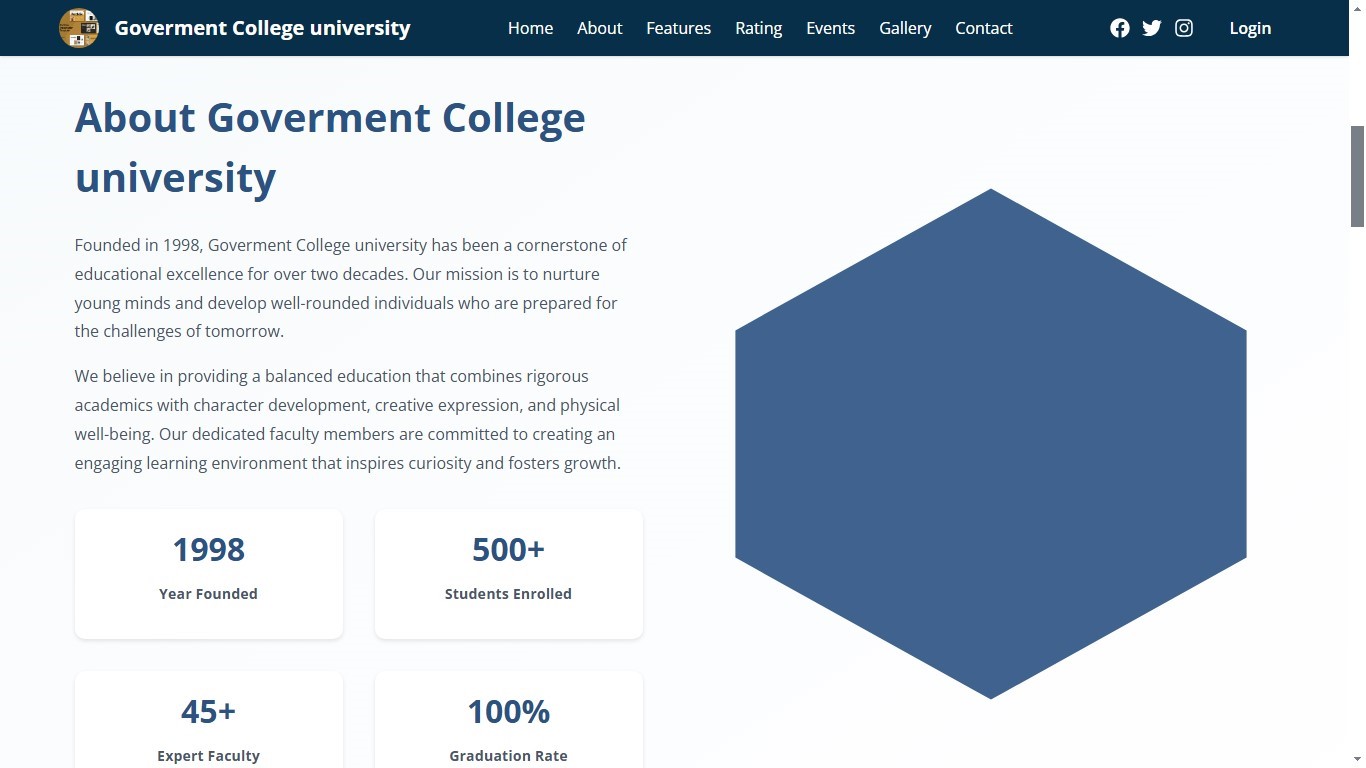 Goverment College university
Home About Features Rating Events Gallery Contact
Login
About Goverment College
university
Founded in 1998, Goverment College university has been a cornerstone of
educational excellence for over two decades. Our mission is to nurture
young minds and develop well-rounded individuals who are prepared for
the challenges of tomorrow.
We believe in providing a balanced education that combines rigorous
academics with character development, creative expression, and physical
well-being. Our dedicated faculty members are committed to creating an
engaging learning environment that inspires curiosity and fosters growth.
1998
Year Founded
500+
Students Enrolled
45+
Expert Faculty
100%
Graduation Rate